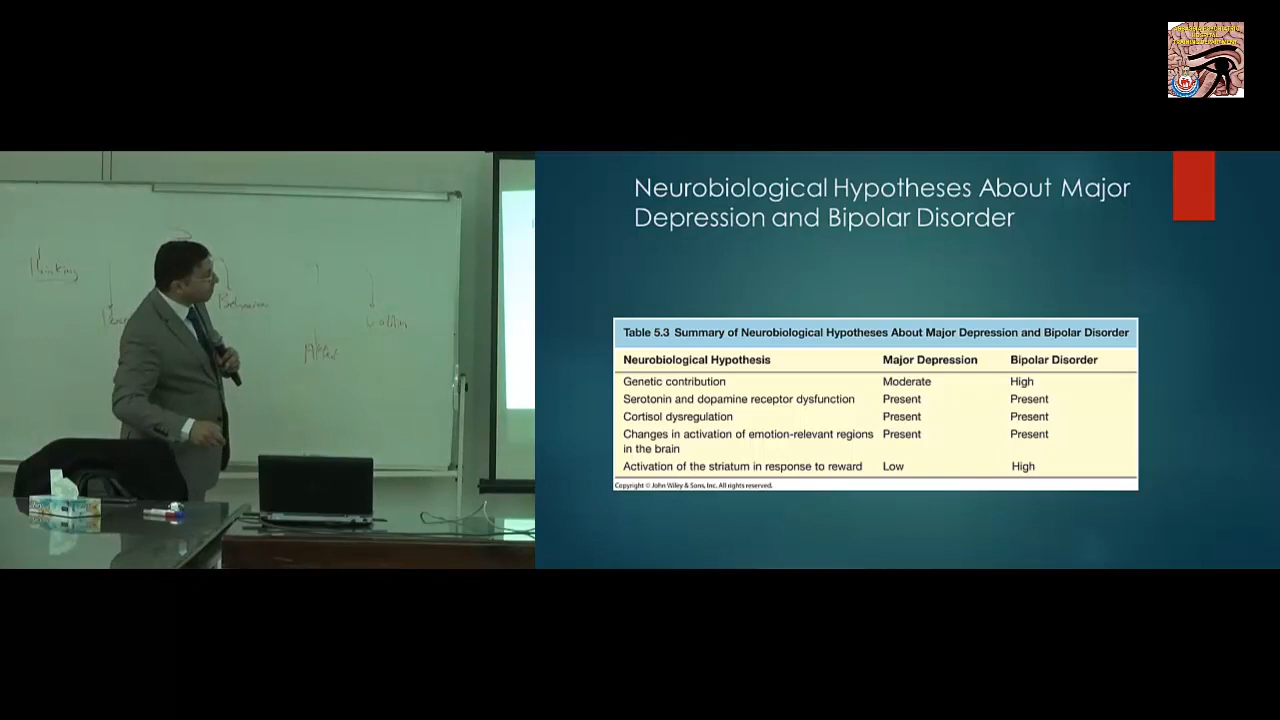 HOSPITAL
Thinking
Behavior
Affect
Neurobiological Hypotheses About Major
Depression and Bipolar Disorder
Table 5.3 Summary of Neurobiological Hypotheses About Major Depression and Bipolar Disorder
Neurobiological Hypothesis Major Depression Bipolar Disorder
Genetic contribution Moderate High
Serotonin and dopamine receptor dysfunction Present Present
Cortisol dysregulation Present Present
Changes in activation of emotion-relevant regions Present Present
in the brain
Activation of the striatum in response to reward Low High
Copyright © John Wiley & Sons, Inc. All rights reserved.